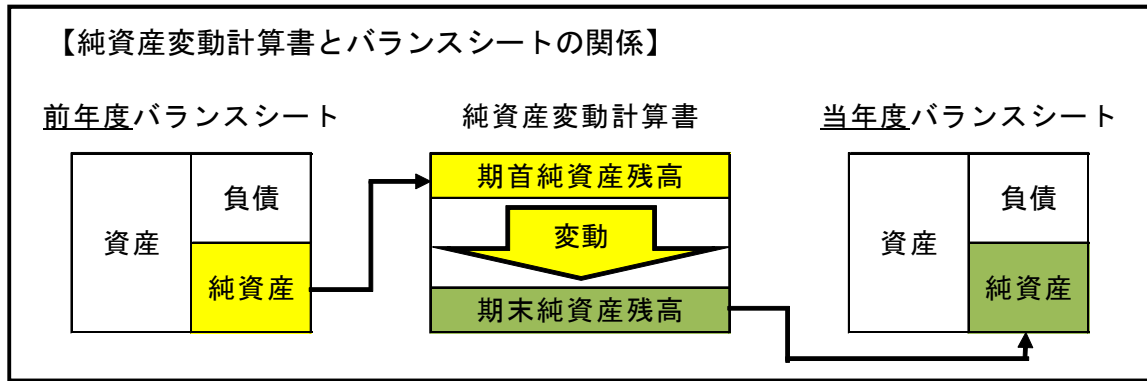 【純資産変動計算書とバランスシートの関係】
前年度バランスシート
純資産変動計算書
当年度バランスシート
資産
負債
純資産
期首純資産残高
変動
期末純資産残高
資産
負債
純資産